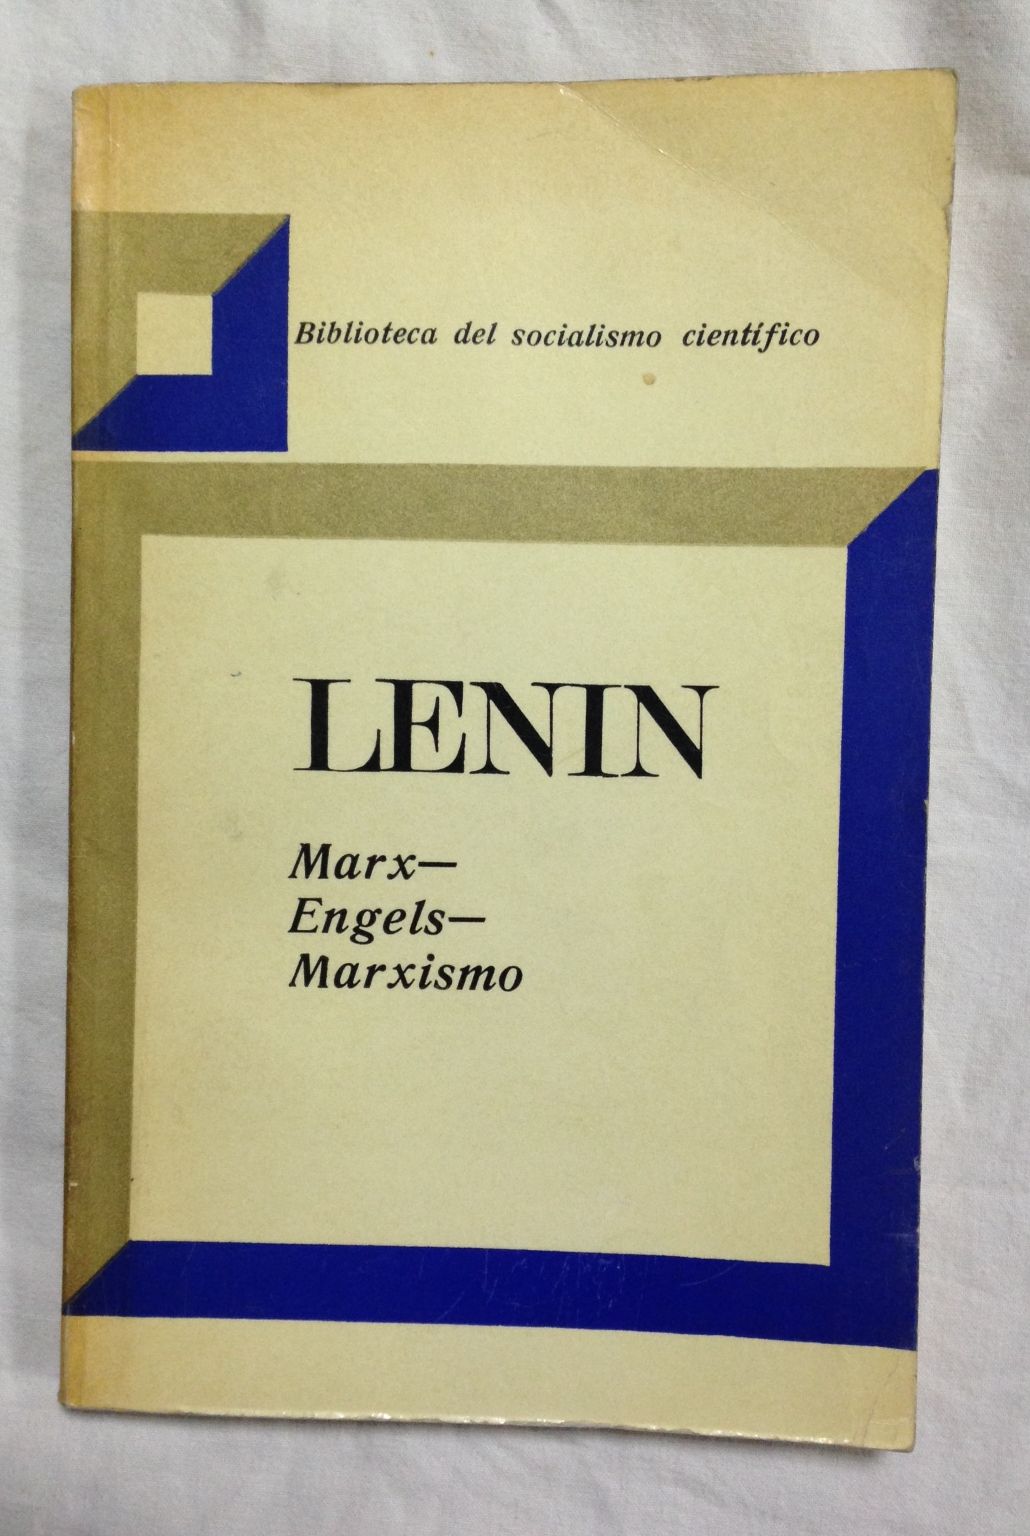 Biblioteca del socialismo científico
LENIN
Marx—
Engels—
Marxismo